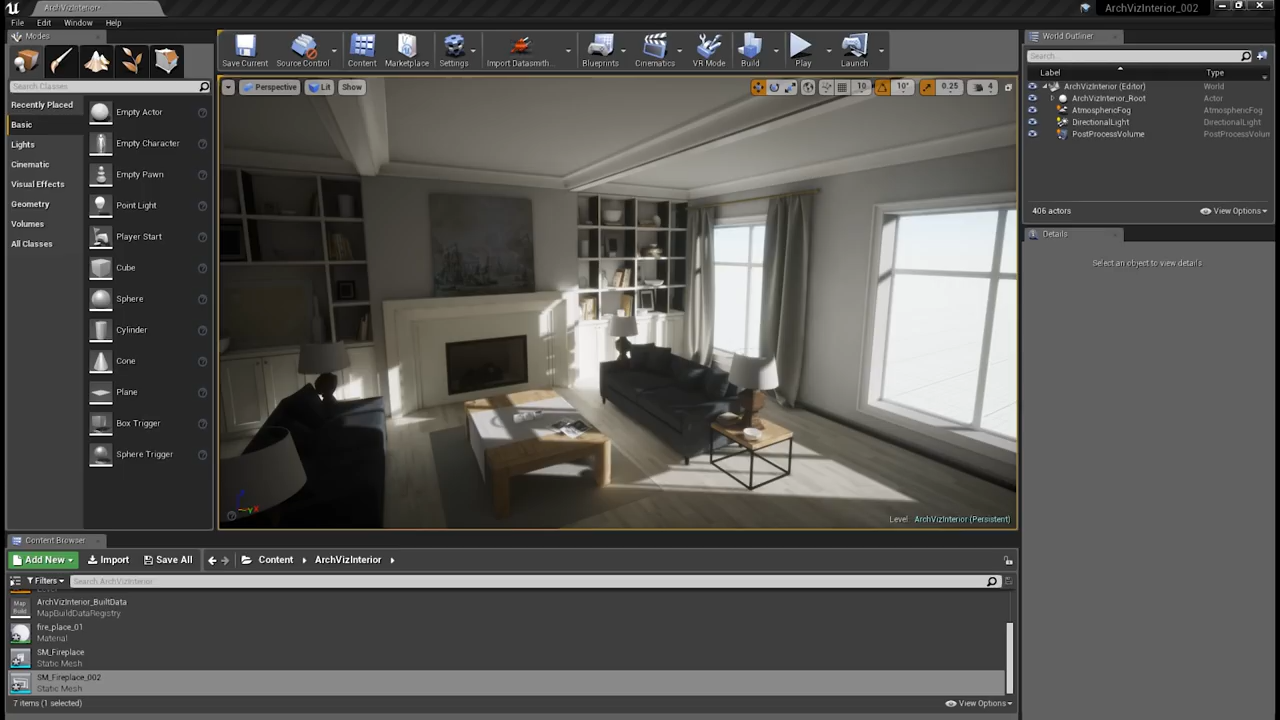 ArchVizInterior*
ArchVizInterior_002
File Edit Window Help
Modes
Search Classes
Recently Placed
Basic
Lights
Cinematic
Visual Effects
Geometry
Volumes
All Classes
Empty Actor
Empty Character
Empty Pawn
Point Light
Player Start
Cube
Sphere
Cylinder
Cone
Plane
Box Trigger
Sphere Trigger
Save Current Source Control Content Marketplace Settings Import Datasmith... Blueprints Cinematics VR Mode Build Play Launch
Perspective Lit Show 10 10° 0.25 4
Level ArchVizInterior (Persistent)
World Outliner
Search
Label Type
ArchVizInterior (Editor) World
ArchVizInterior_Root Actor
AtmosphericFog AtmosphericFog
DirectionalLight DirectionalLight
PostProcessVolume PostProcessVolum
406 actors View Options
Details
Select an object to view details
Content Browser
Add New Import Save All Content ArchVizInterior
Filters Search ArchVizInterior
ArchVizInterior_BuiltData
MapBuildDataRegistry
Map
Build
fire_place_01
Material
SM_Fireplace
Static Mesh
SM_Fireplace_002
Static Mesh
7 items (1 selected) View Options